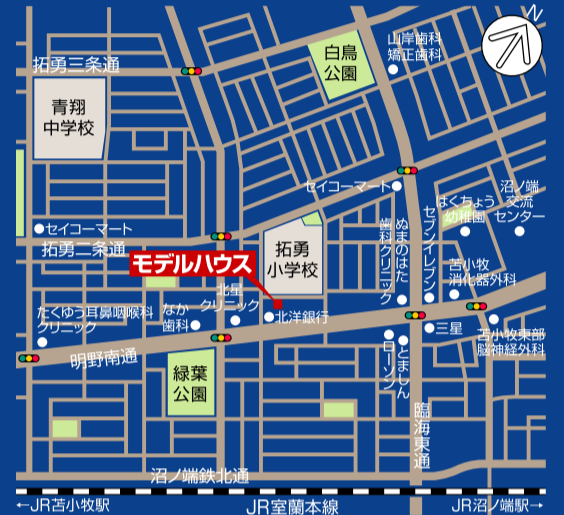 N
山岸歯科
矯正歯科
白鳥
公園
拓勇三条通
青翔
中学校
セイコーマート
沼ノ端
交流
センター
はくちょう
幼稚園
セブンイレブン
ぬまのはた
歯科クリニック
セイコーマート
拓勇二条通
拓勇
小学校
モデルハウス
苫小牧
消化器外科
北星
クリニック
なか
歯科
たくゆう耳鼻咽喉科
クリニック
北洋銀行
三星
苫小牧東部
脳神経外科
明野南通
とましん
ローソン
緑葉
公園
臨海東通
沼ノ端鉄北通
←JR苫小牧駅
JR室蘭本線
JR沼ノ端駅→